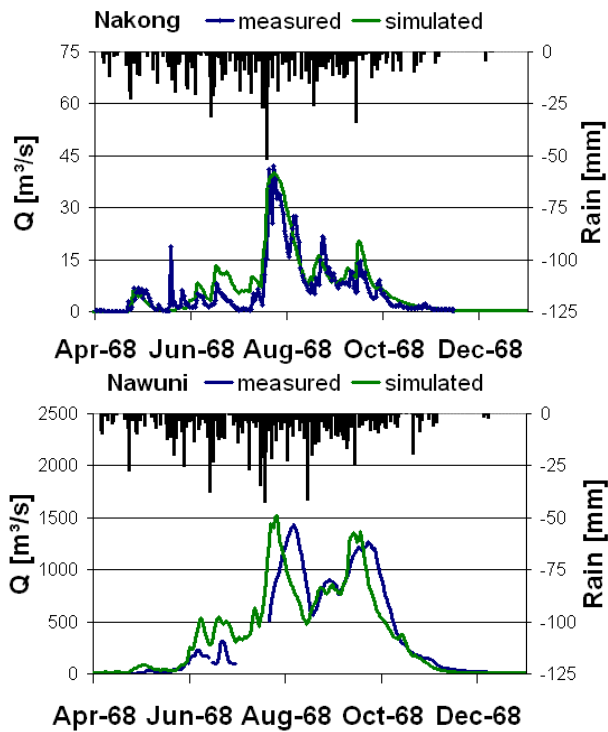 Nakong measured simulated
75 0
60 -25
45 -50
30 -75
15 -100
0 -125
Q [m³/s]
Rain [mm]
Apr-68 Jun-68 Aug-68 Oct-68 Dec-68
Nawuni measured simulated
2500 0
2000 -25
1500 -50
1000 -75
500 -100
0 -125
Q [m³/s]
Rain [mm]
Apr-68 Jun-68 Aug-68 Oct-68 Dec-68